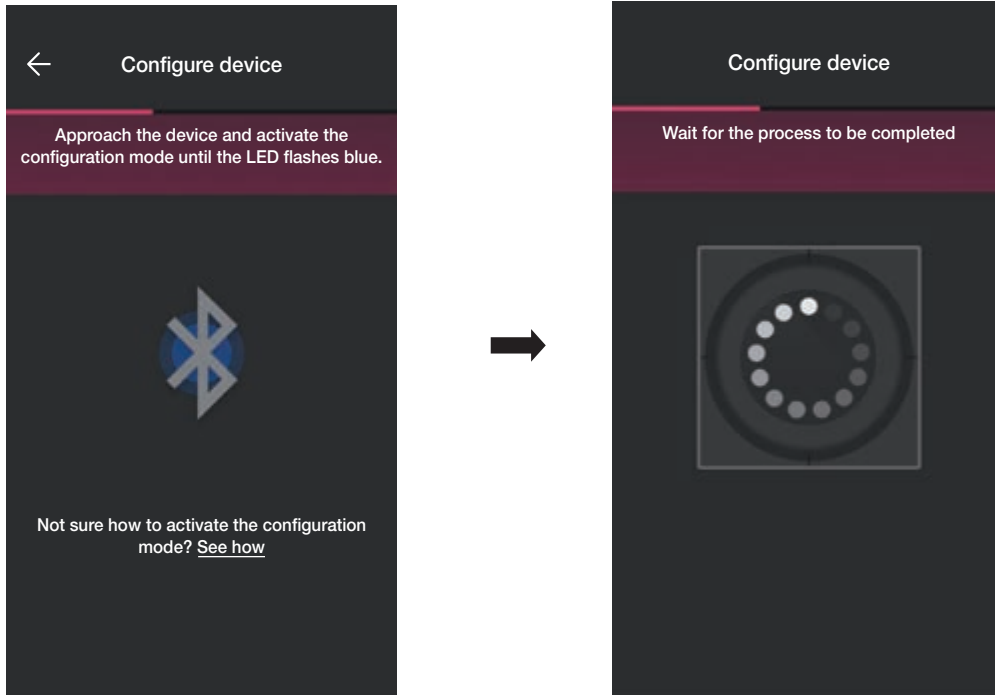 Configure device
Approach the device and activate the
configuration mode until the LED flashes blue.
Not sure how to activate the configuration
mode? See how
Configure device
Wait for the process to be completed